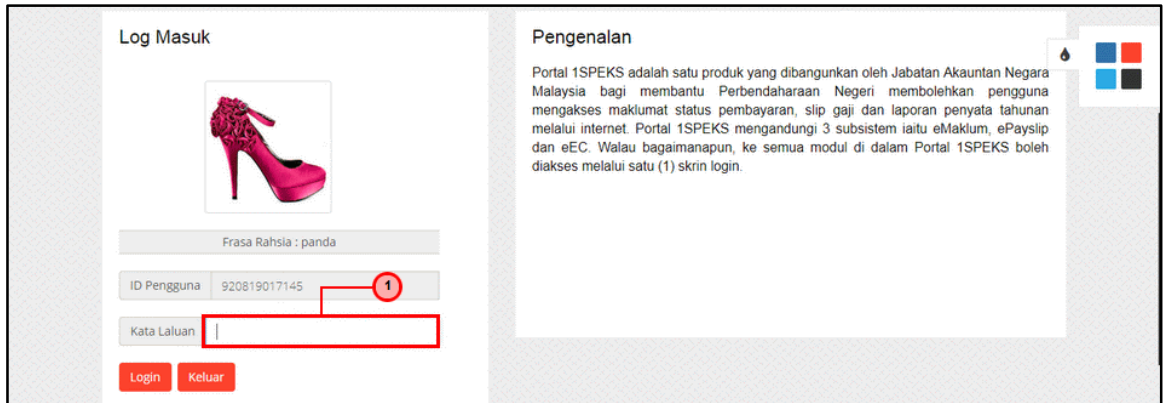 Log Masuk
Frasa Rahsia : panda
ID Pengguna 920819017145
1
Kata Laluan
Login Keluar
Pengenalan
Portal 1SPEKS adalah satu produk yang dibangunkan oleh Jabatan Akauntan Negara
Malaysia bagi membantu Perbendaharaan Negeri membolehkan pengguna
mengakses maklumat status pembayaran, slip gaji dan laporan penyata tahunan
melalui internet. Portal 1SPEKS mengandungi 3 subsistem iaitu eMaklum, ePayslip
dan eEC. Walau bagaimanapun, ke semua modul di dalam Portal 1SPEKS boleh
diakses melalui satu (1) skrin login.